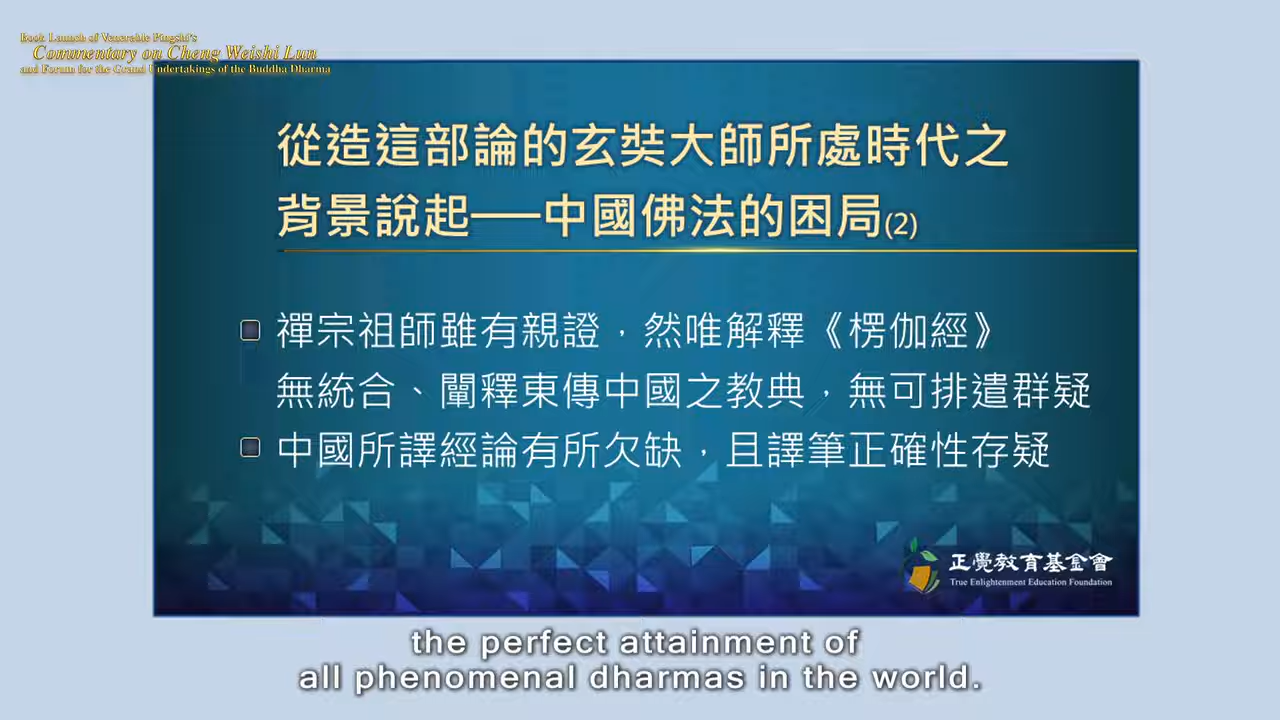 Book Launch of Venerable Pingshi's
Commentary on Cheng Weishi Lun
and Forum for the Grand Undertakings of the Buddha Dharma
從造這部論的玄奘大師所處時代之
背景說起──中國佛法的困局(2)
禪宗祖師雖有親證，然唯解釋《楞伽經》
無統合、闡釋東傳中國之教典，無可排遣群疑
中國所譯經論有所欠缺，且譯筆正確性存疑
正覺教育基金會
True Enlightenment Education Foundation
the perfect attainment of
all phenomenal dharmas in the world.